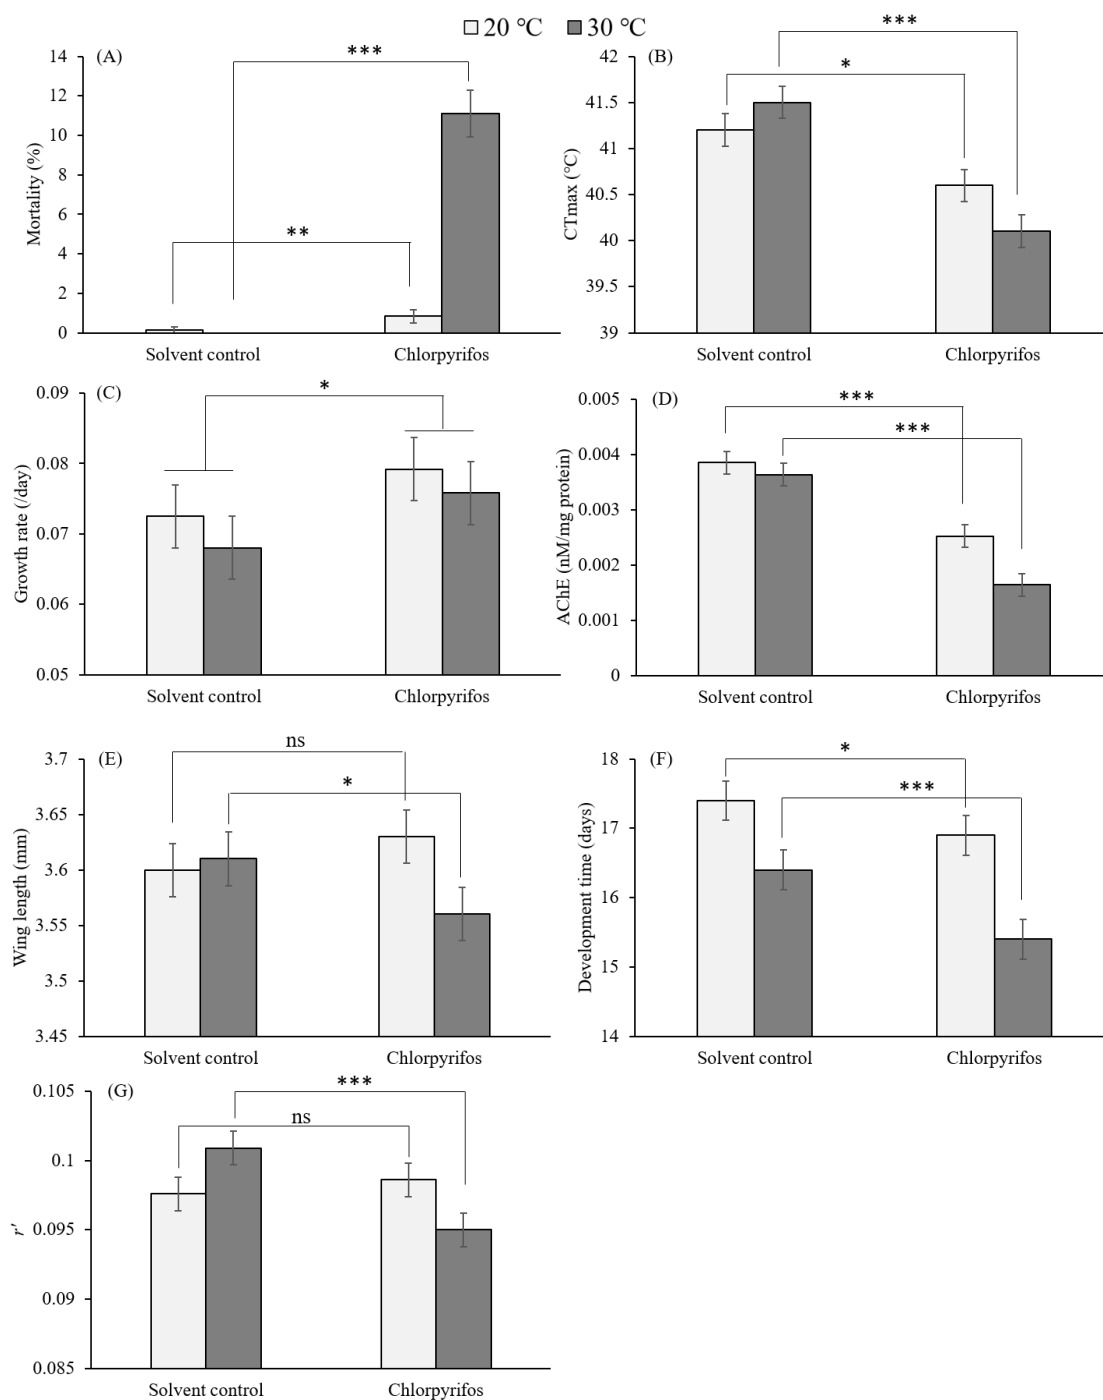 20 °C 30 °C
(A)
Mortality (%)
14
12
10
8
6
4
2
0
***
**
Solvent control Chlorpyrifos
(B)
CTmax (°C)
42
41.5
41
40.5
40
39.5
39
***
*
Solvent control Chlorpyrifos
(C)
Growth rate (/day)
0.09
0.08
0.07
0.06
0.05
*
Solvent control Chlorpyrifos
(D)
AChE (nM/mg protein)
0.005
0.004
0.003
0.002
0.001
0
***
***
Solvent control Chlorpyrifos
(E)
Wing length (mm)
3.7
3.65
3.6
3.55
3.5
3.45
ns
*
Solvent control Chlorpyrifos
(F)
Development time (days)
18
17
16
15
14
*
***
Solvent control Chlorpyrifos
(G)
r′
0.105
0.1
0.095
0.09
0.085
***
ns
Solvent control Chlorpyrifos